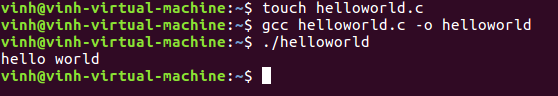 vinh@vinh-virtual-machine:~$ touch helloworld.c
vinh@vinh-virtual-machine:~$ gcc helloworld.c -o helloworld
vinh@vinh-virtual-machine:~$ ./helloworld
hello world
vinh@vinh-virtual-machine:~$